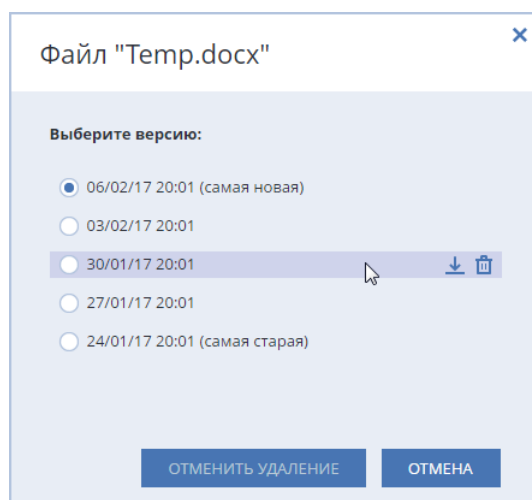 Файл "Temp.docx"
Выберите версию:
06/02/17 20:01 (самая новая)
03/02/17 20:01
30/01/17 20:01
27/01/17 20:01
24/01/17 20:01 (самая старая)
ОТМЕНИТЬ УДАЛЕНИЕ
ОТМЕНА